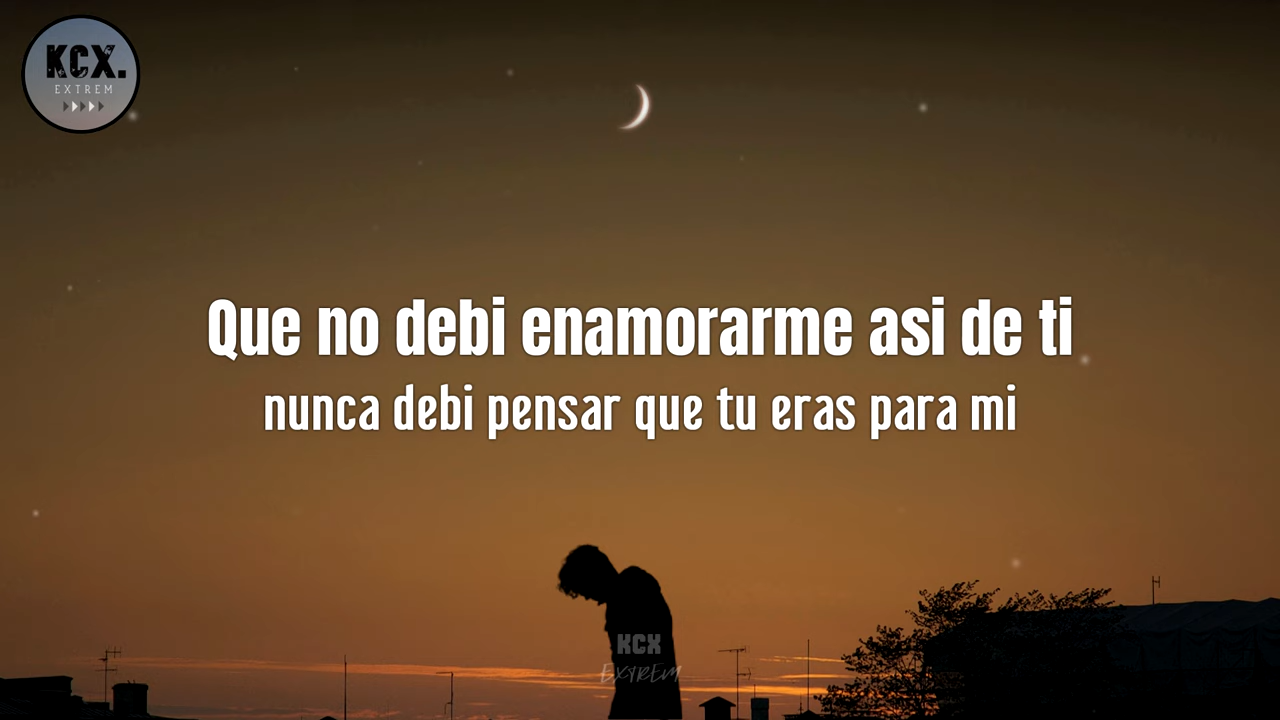 KCX.
EXTREM
Que no debi enamorarme asi de ti
nunca debi pensar que tu eras para mi
KCX
EXTREM